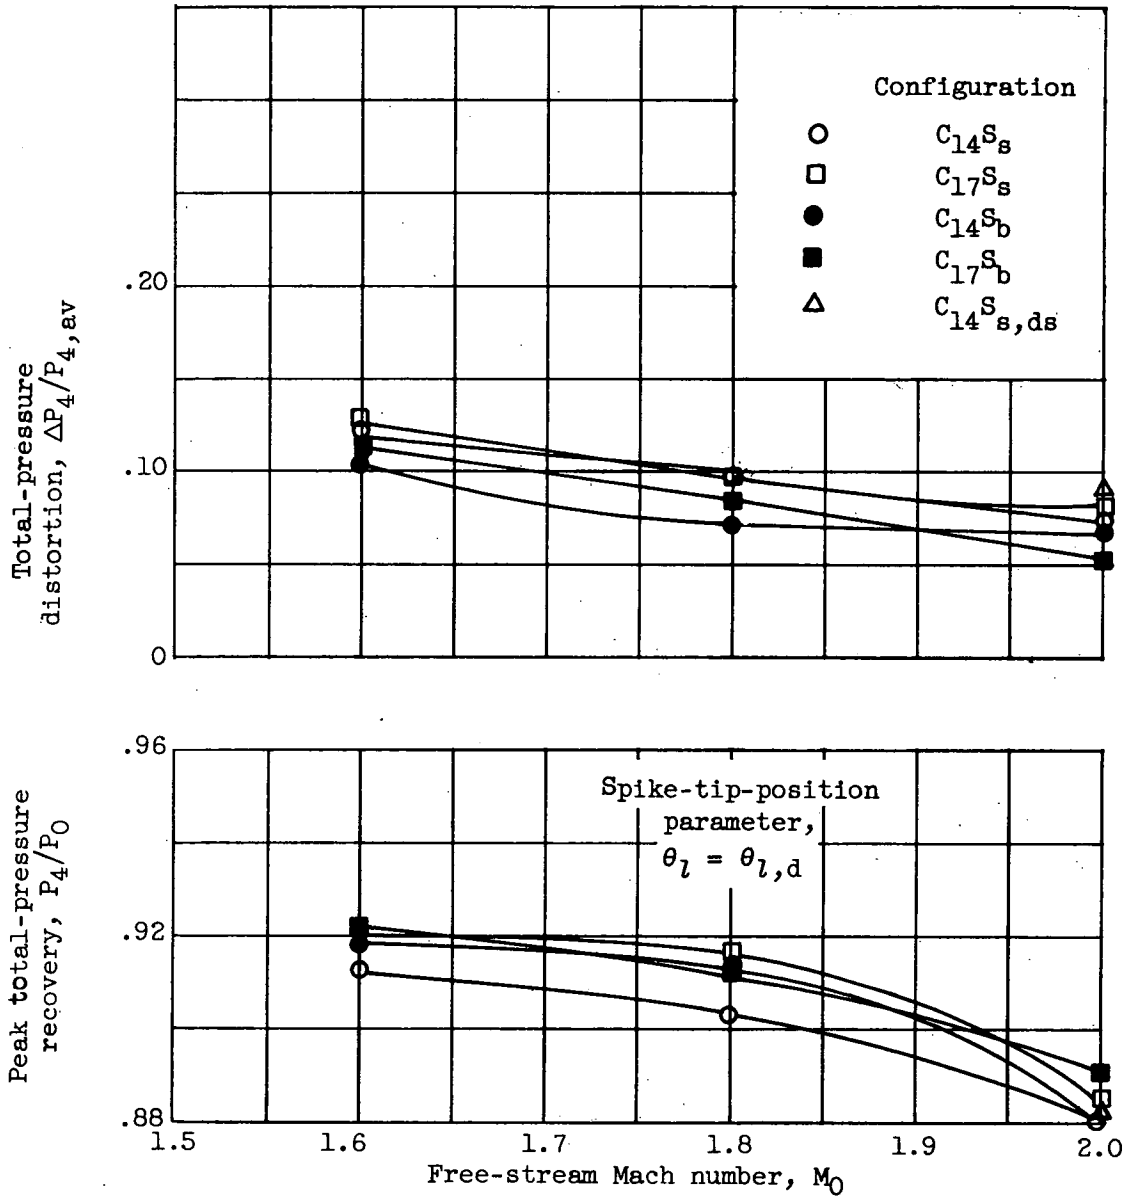 Configuration
C14Ss
C17Ss
C14Sb
C17Sb
C14Ss,ds
.20
.10
0
Total-pressure
distortion, ΔP4/P4,av
.96
.92
.88
Peak total-pressure
recovery, P4/P0
Spike-tip-position
parameter,
θl = θl,d
1.5 1.6 1.7 1.8 1.9 2.0
Free-stream Mach number, M0